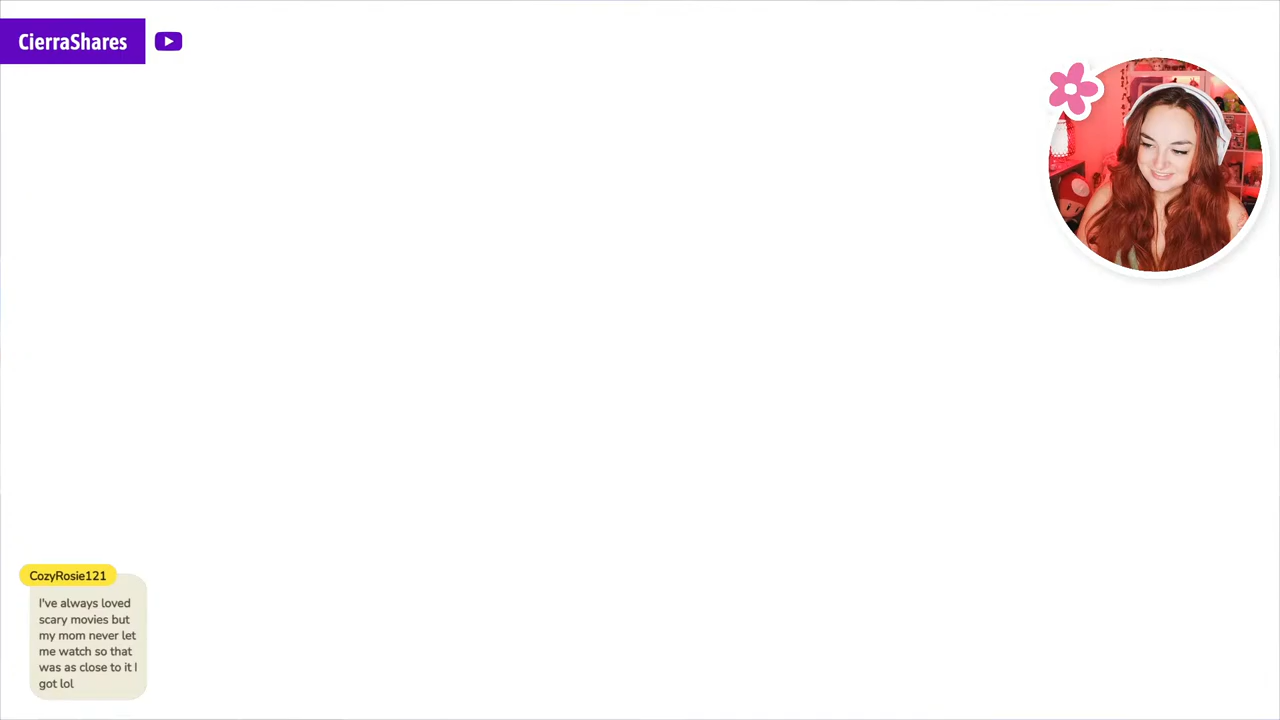 CierraShares
CozyRosie121
I've always loved
scary movies but
my mom never let
me watch so that
was as close to it I
got lol